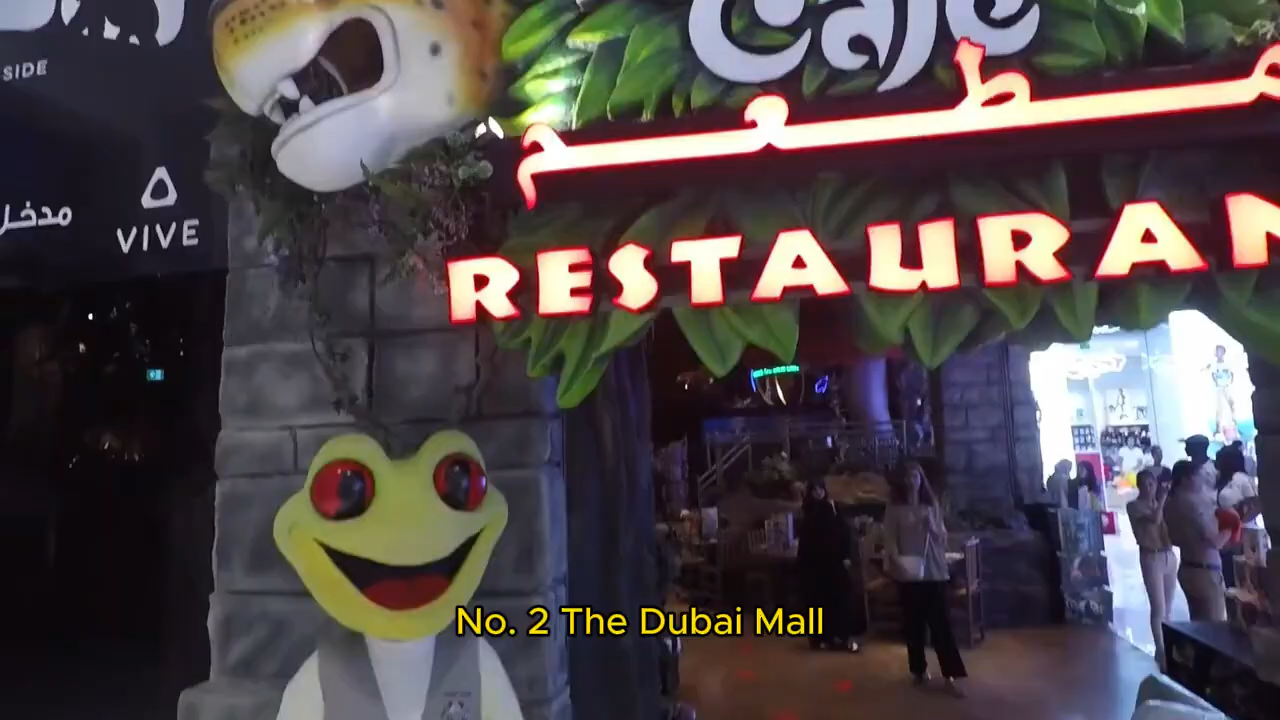 Cafe
مطعم
RESTAURAN
SIDE
مدخل
VIVE
No. 2 The Dubai Mall